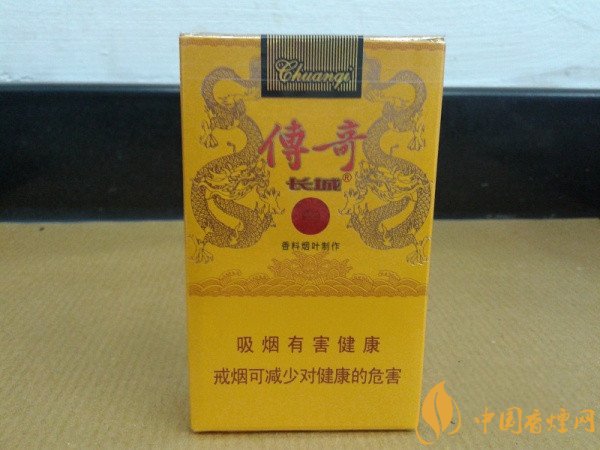 Chuanqi
傳奇
长城®
香料烟叶制作
吸烟有害健康
戒烟可减少对健康的危害
中国香烟网